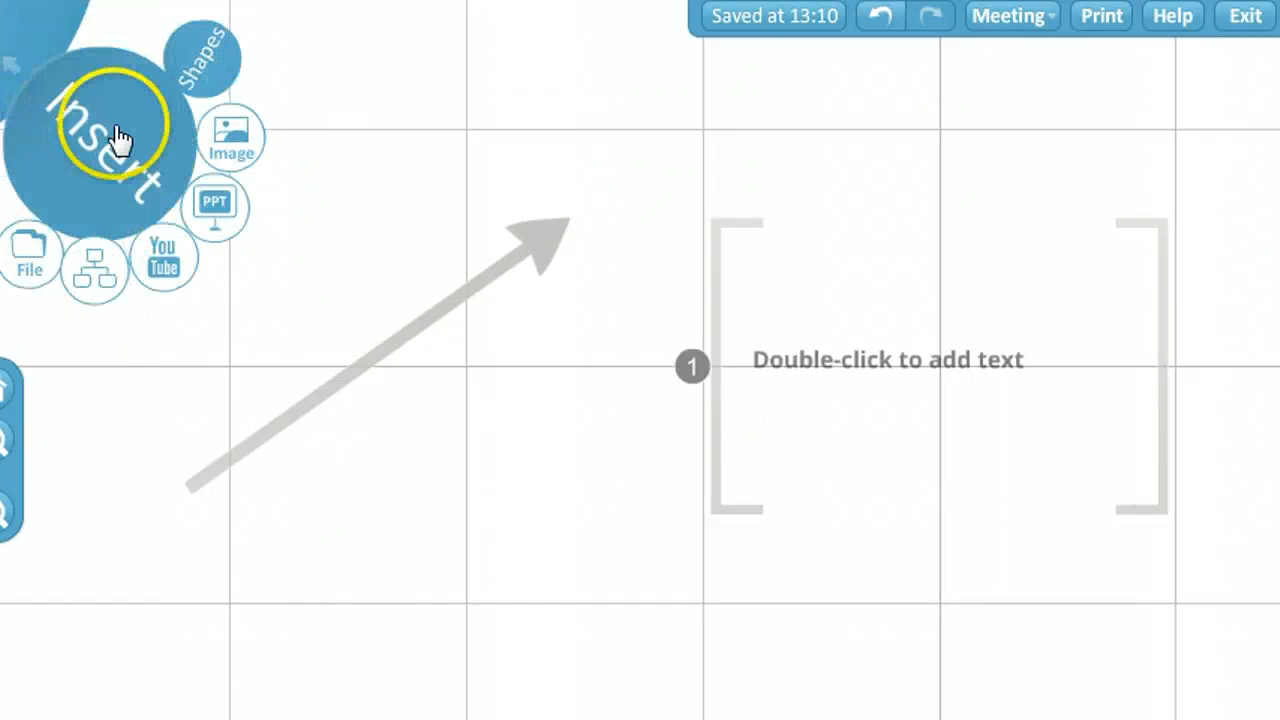 Saved at 13:10
Meeting
Print
Help
Exit
Shapes
Insert
Image
PPT
You
Tube
File
1
Double-click to add text